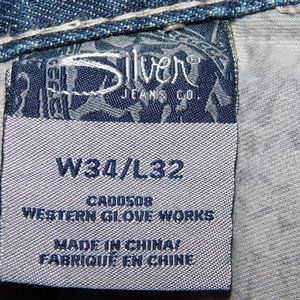 Silver®
JEANS CO.
W34/L32
CA00508
WESTERN GLOVE WORKS
MADE IN CHINA/
FABRIQUÉ EN CHINE